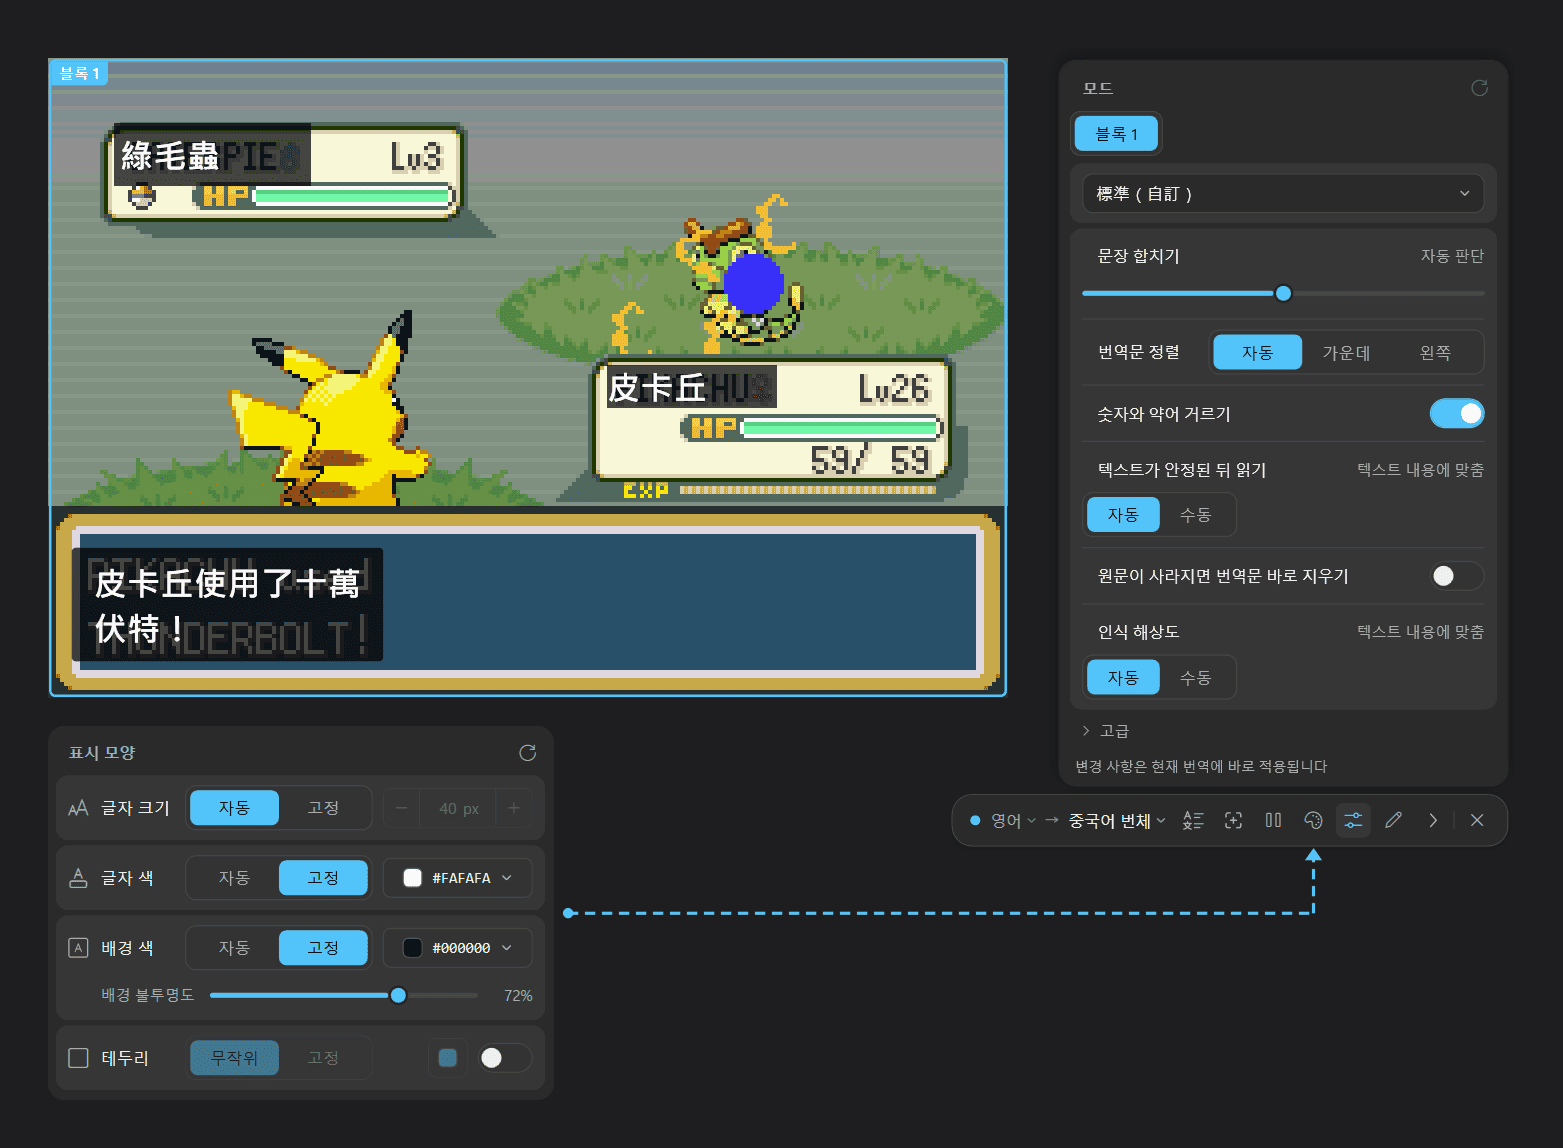 블록 1
綠毛蟲
Lv3
HP
皮卡丘
Lv26
HP
59/ 59
EXP
皮卡丘使用了十萬
伏特！
모드
블록 1
標準（自訂）
문장 합치기 자동 판단
번역문 정렬 자동 가운데 왼쪽
숫자와 약어 거르기
텍스트가 안정된 뒤 읽기 텍스트 내용에 맞춤
자동 수동
원문이 사라지면 번역문 바로 지우기
인식 해상도 텍스트 내용에 맞춤
자동 수동
고급
변경 사항은 현재 번역에 바로 적용됩니다
영어 → 중국어 번체
표시 모양
글자 크기 자동 고정 − 40 px +
글자 색 자동 고정 #FAFAFA
배경 색 자동 고정 #000000
배경 불투명도 72%
테두리 무작위 고정